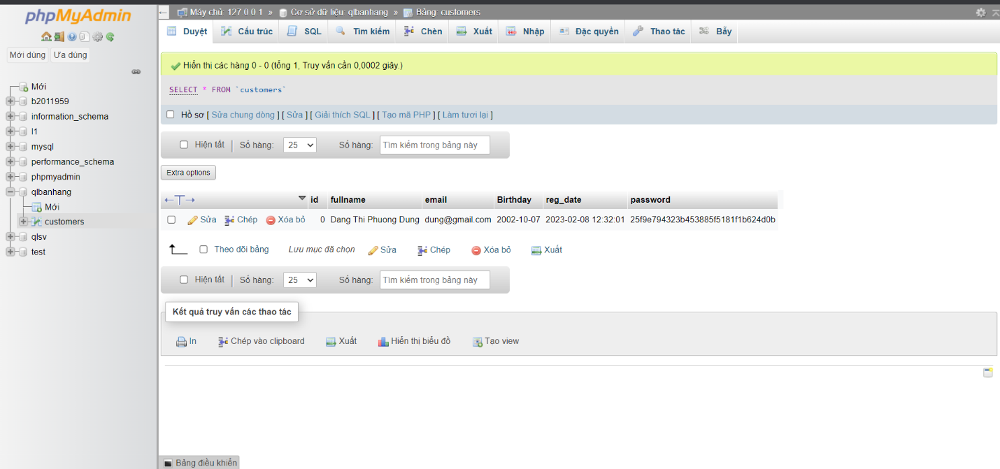 phpMyAdmin
Mới dùng Ưa dùng
Mới
b2011959
information_schema
l1
mysql
performance_schema
phpmyadmin
qlbanhang
Mới
customers
qlsv
test
← Máy chủ: 127.0.0.1 » Cơ sở dữ liệu: qlbanhang » Bảng: customers
Duyệt Cấu trúc SQL Tìm kiếm Chèn Xuất Nhập Đặc quyền Thao tác Bẫy
Hiển thị các hàng 0 - 0 (tổng 1, Truy vấn cần 0,0002 giây.)
SELECT * FROM `customers`
Hồ sơ [ Sửa chung dòng ] [ Sửa ] [ Giải thích SQL ] [ Tạo mã PHP ] [ Làm tươi lại ]
Hiện tất | Số hàng: 25 Số hàng: Tìm kiếm trong bảng này
Extra options
←T→ id fullname email Birthday reg_date password
Sửa Chép Xóa bỏ 0 Dang Thi Phuong Dung dung@gmail.com 2002-10-07 2023-02-08 12:32:01 25f9e794323b453885f5181f1b624d0b
Theo dõi bảng Lưu mục đã chọn Sửa Chép Xóa bỏ Xuất
Hiện tất | Số hàng: 25 Số hàng: Tìm kiếm trong bảng này
Kết quả truy vấn các thao tác
In Chép vào clipboard Xuất Hiển thị biểu đồ Tạo view
Bảng điều khiển